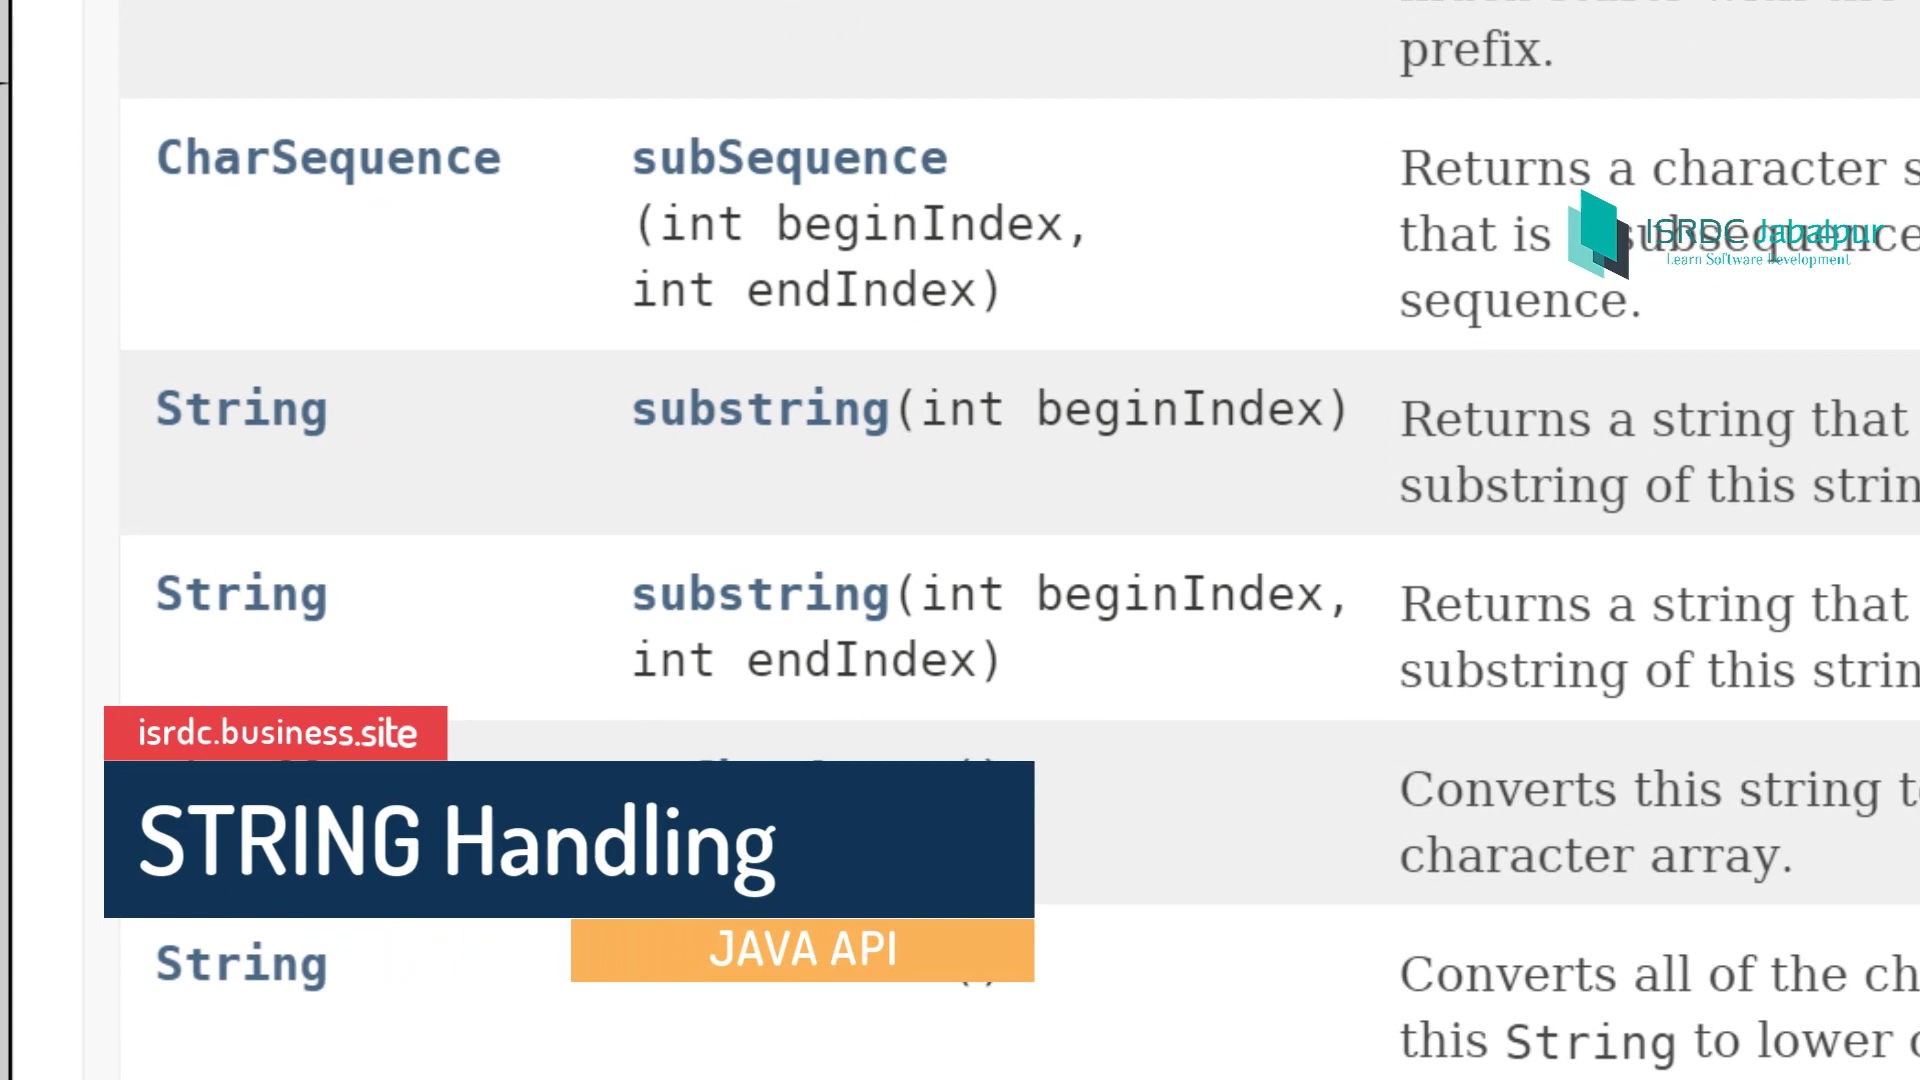 prefix.
CharSequence subSequence Returns a character
(int beginIndex, that is subsequence
int endIndex) sequence.
ISRDC Jabalpur
Learn Software Development
String substring(int beginIndex) Returns a string that
substring of this
String substring(int beginIndex, Returns a string that
int endIndex) substring of this
isrdc.business.site
STRING Handling
Converts this string
character array.
JAVA API
String Converts all of the
this String to lower